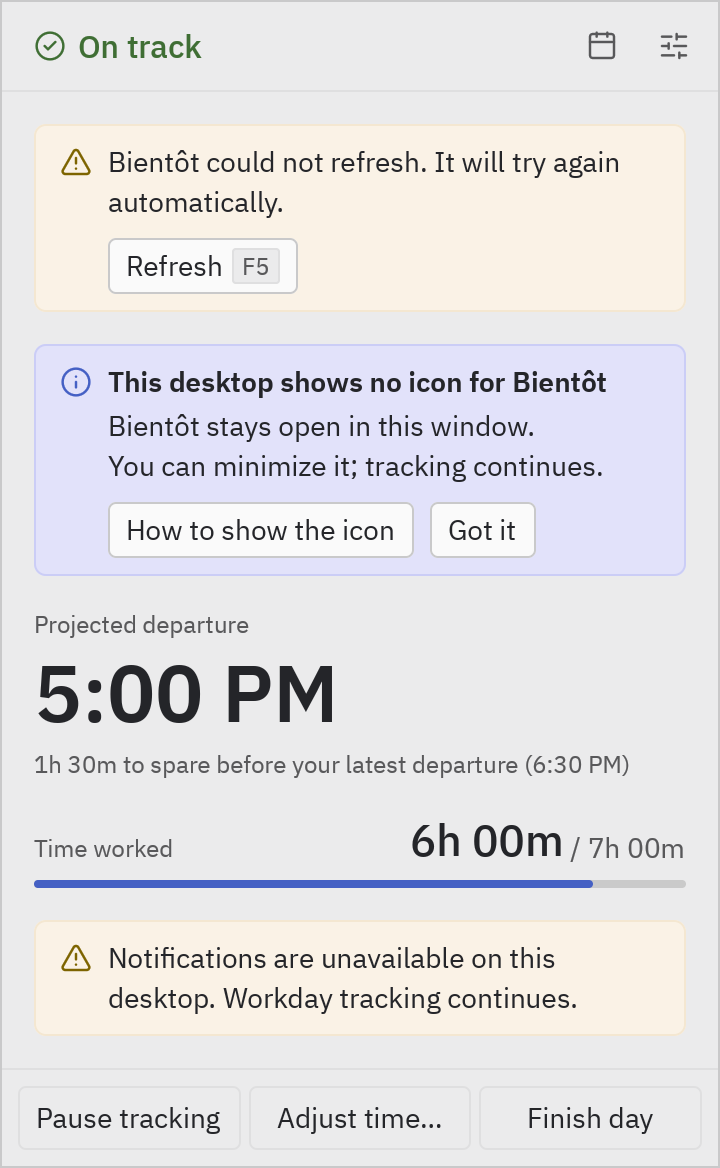 On track
Bientôt could not refresh. It will try again
automatically.
Refresh F5
This desktop shows no icon for Bientôt
Bientôt stays open in this window.
You can minimize it; tracking continues.
How to show the icon Got it
Projected departure
5:00 PM
1h 30m to spare before your latest departure (6:30 PM)
Time worked 6h 00m / 7h 00m
Notifications are unavailable on this
desktop. Workday tracking continues.
Pause tracking Adjust time... Finish day